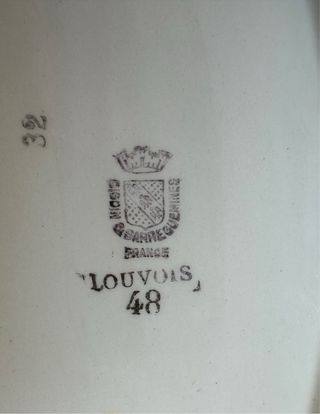 32
DIGOIN & SARREGUEMINES
FRANCE
"LOUVOIS"
48